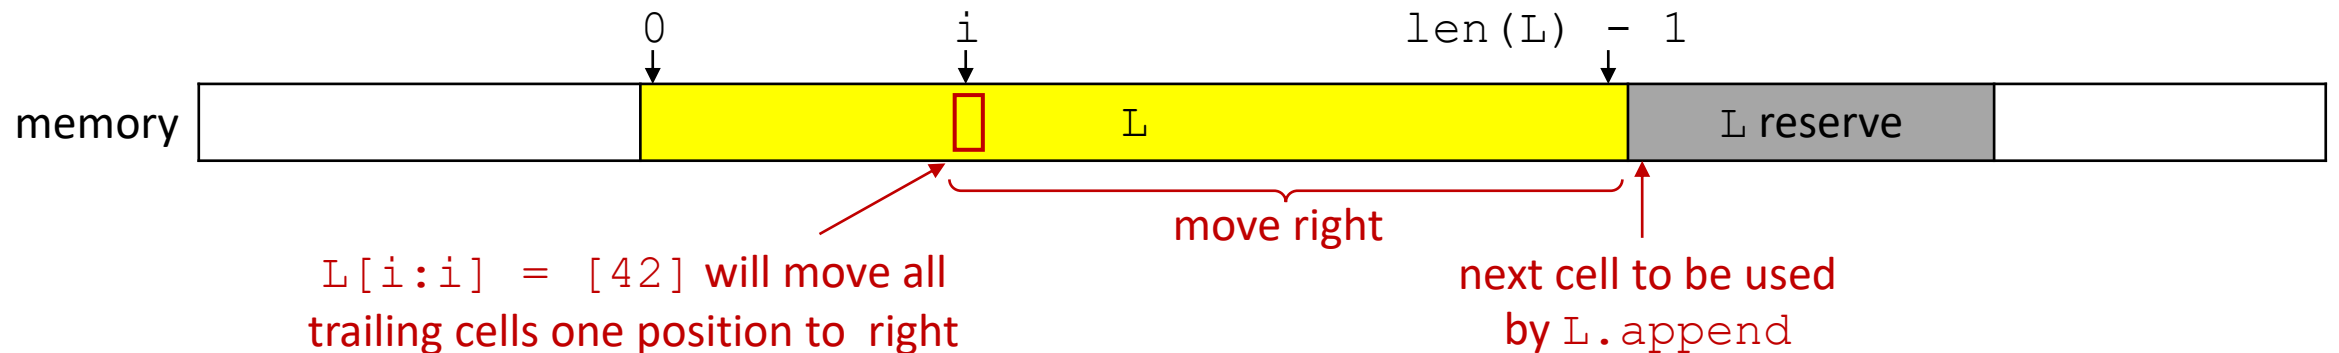 0 i len(L) - 1
memory L L reserve
move right
L[i:i] = [42] will move all
trailing cells one position to right
next cell to be used
by L.append